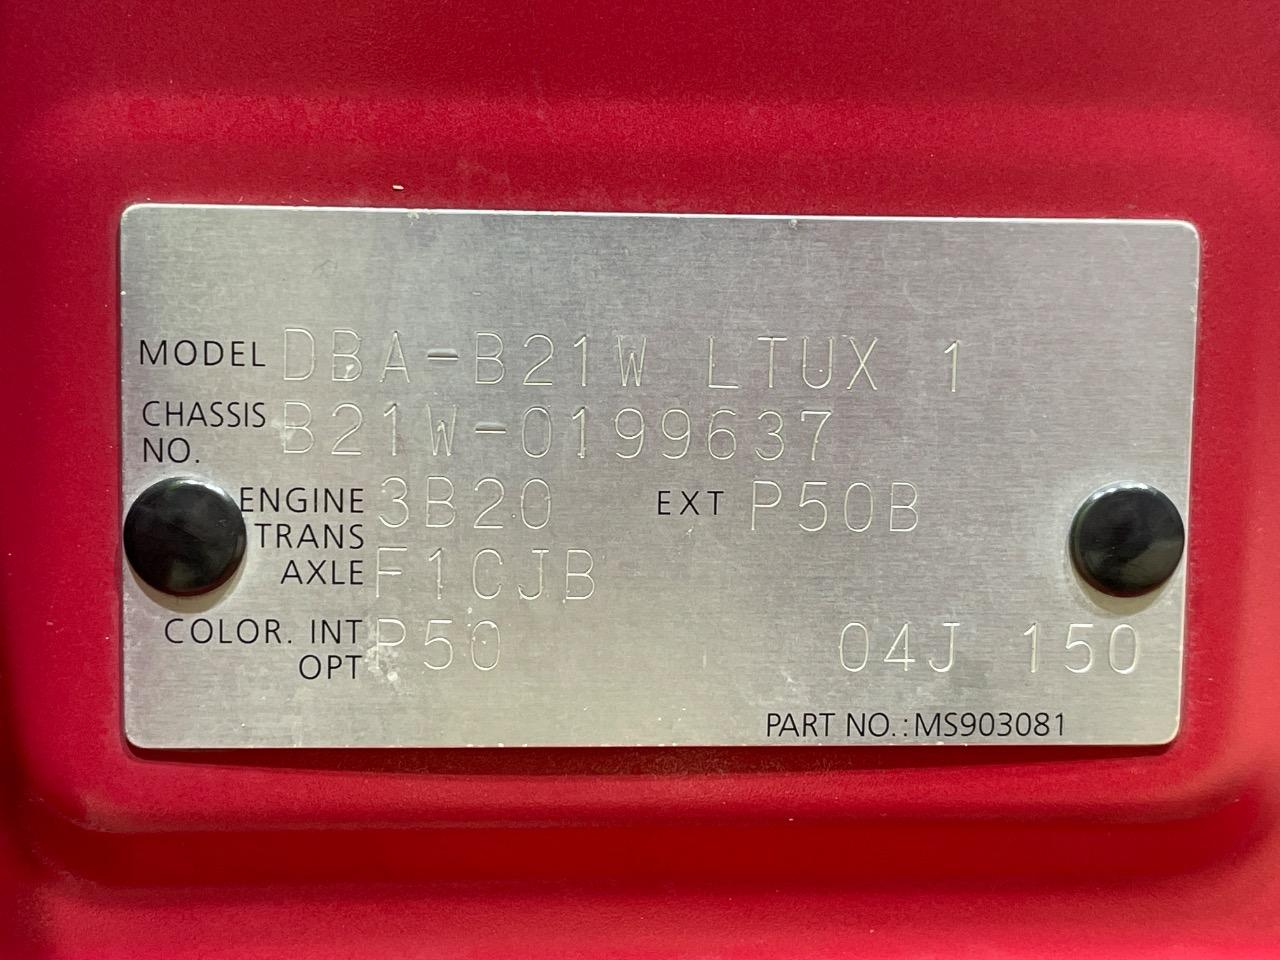 MODEL DBA-B21W LTUX 1
CHASSIS NO. B21W-0199637
ENGINE 3B20 EXT P50B
TRANS AXLE F1CJB
COLOR. INT OPT P50 04J 150
PART NO.: MS903081